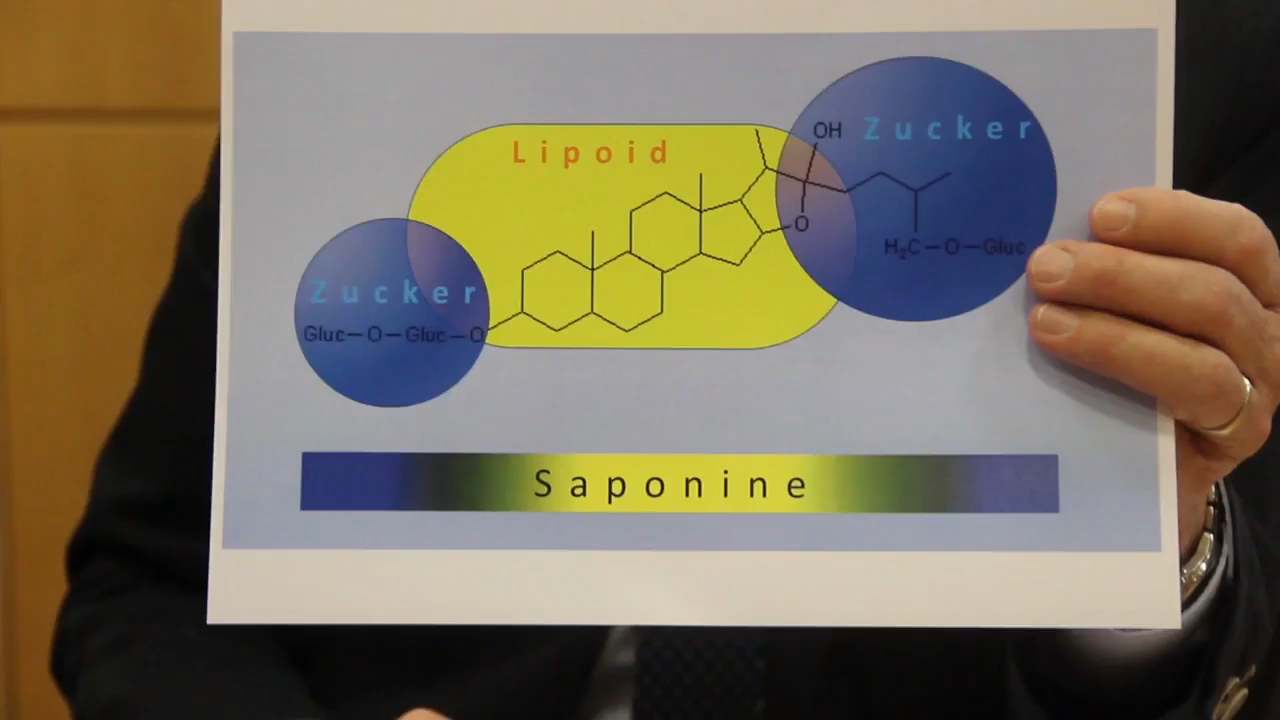 Lipoid
OH
Zucker
O
H₂C–O–Gluc
Zucker
Gluc–O–Gluc–O
Saponine